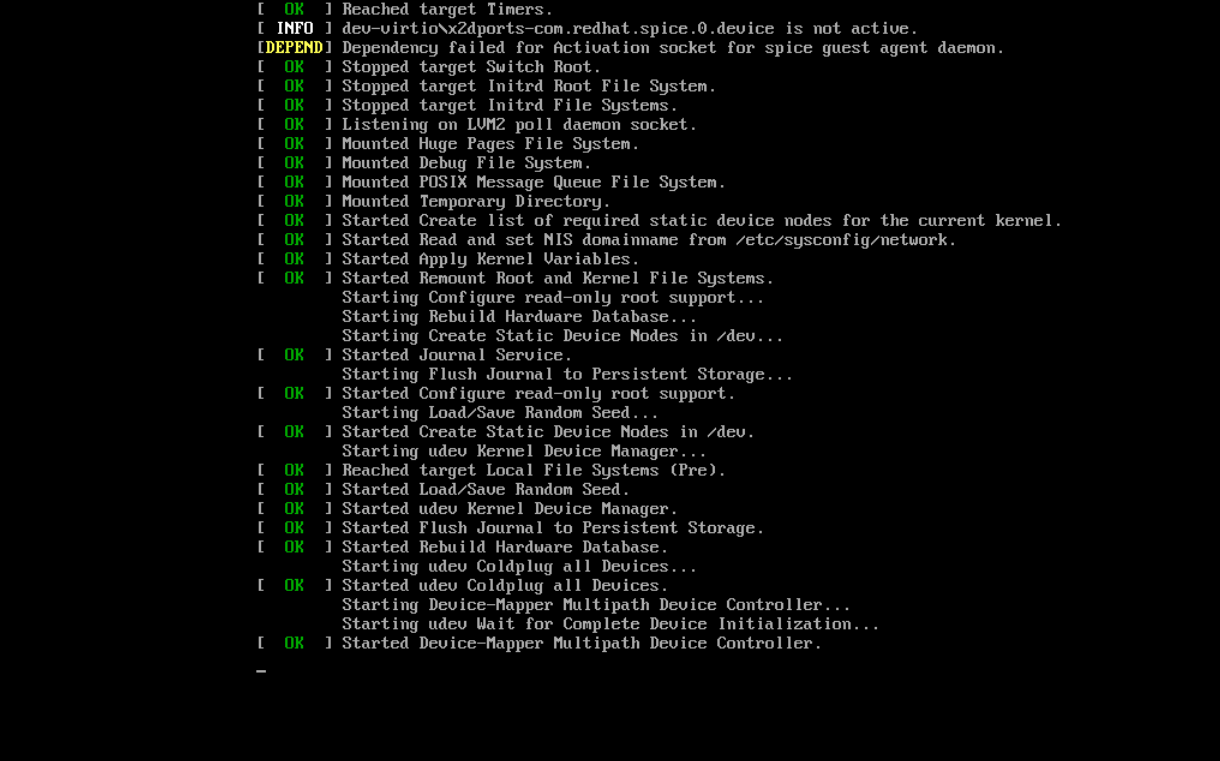 [  OK  ] Reached target Timers.
[ INFO ] dev-virtio\x2dports-com.redhat.spice.0.device is not active.
[DEPEND] Dependency failed for Activation socket for spice guest agent daemon.
[  OK  ] Stopped target Switch Root.
[  OK  ] Stopped target Initrd Root File System.
[  OK  ] Stopped target Initrd File Systems.
[  OK  ] Listening on LVM2 poll daemon socket.
[  OK  ] Mounted Huge Pages File System.
[  OK  ] Mounted Debug File System.
[  OK  ] Mounted POSIX Message Queue File System.
[  OK  ] Mounted Temporary Directory.
[  OK  ] Started Create list of required static device nodes for the current kernel.
[  OK  ] Started Read and set NIS domainname from /etc/sysconfig/network.
[  OK  ] Started Apply Kernel Variables.
[  OK  ] Started Remount Root and Kernel File Systems.
         Starting Configure read-only root support...
         Starting Rebuild Hardware Database...
         Starting Create Static Device Nodes in /dev...
[  OK  ] Started Journal Service.
         Starting Flush Journal to Persistent Storage...
[  OK  ] Started Configure read-only root support.
         Starting Load/Save Random Seed...
[  OK  ] Started Create Static Device Nodes in /dev.
         Starting udev Kernel Device Manager...
[  OK  ] Reached target Local File Systems (Pre).
[  OK  ] Started Load/Save Random Seed.
[  OK  ] Started udev Kernel Device Manager.
[  OK  ] Started Flush Journal to Persistent Storage.
[  OK  ] Started Rebuild Hardware Database.
         Starting udev Coldplug all Devices...
[  OK  ] Started udev Coldplug all Devices.
         Starting Device-Mapper Multipath Device Controller...
         Starting udev Wait for Complete Device Initialization...
[  OK  ] Started Device-Mapper Multipath Device Controller.